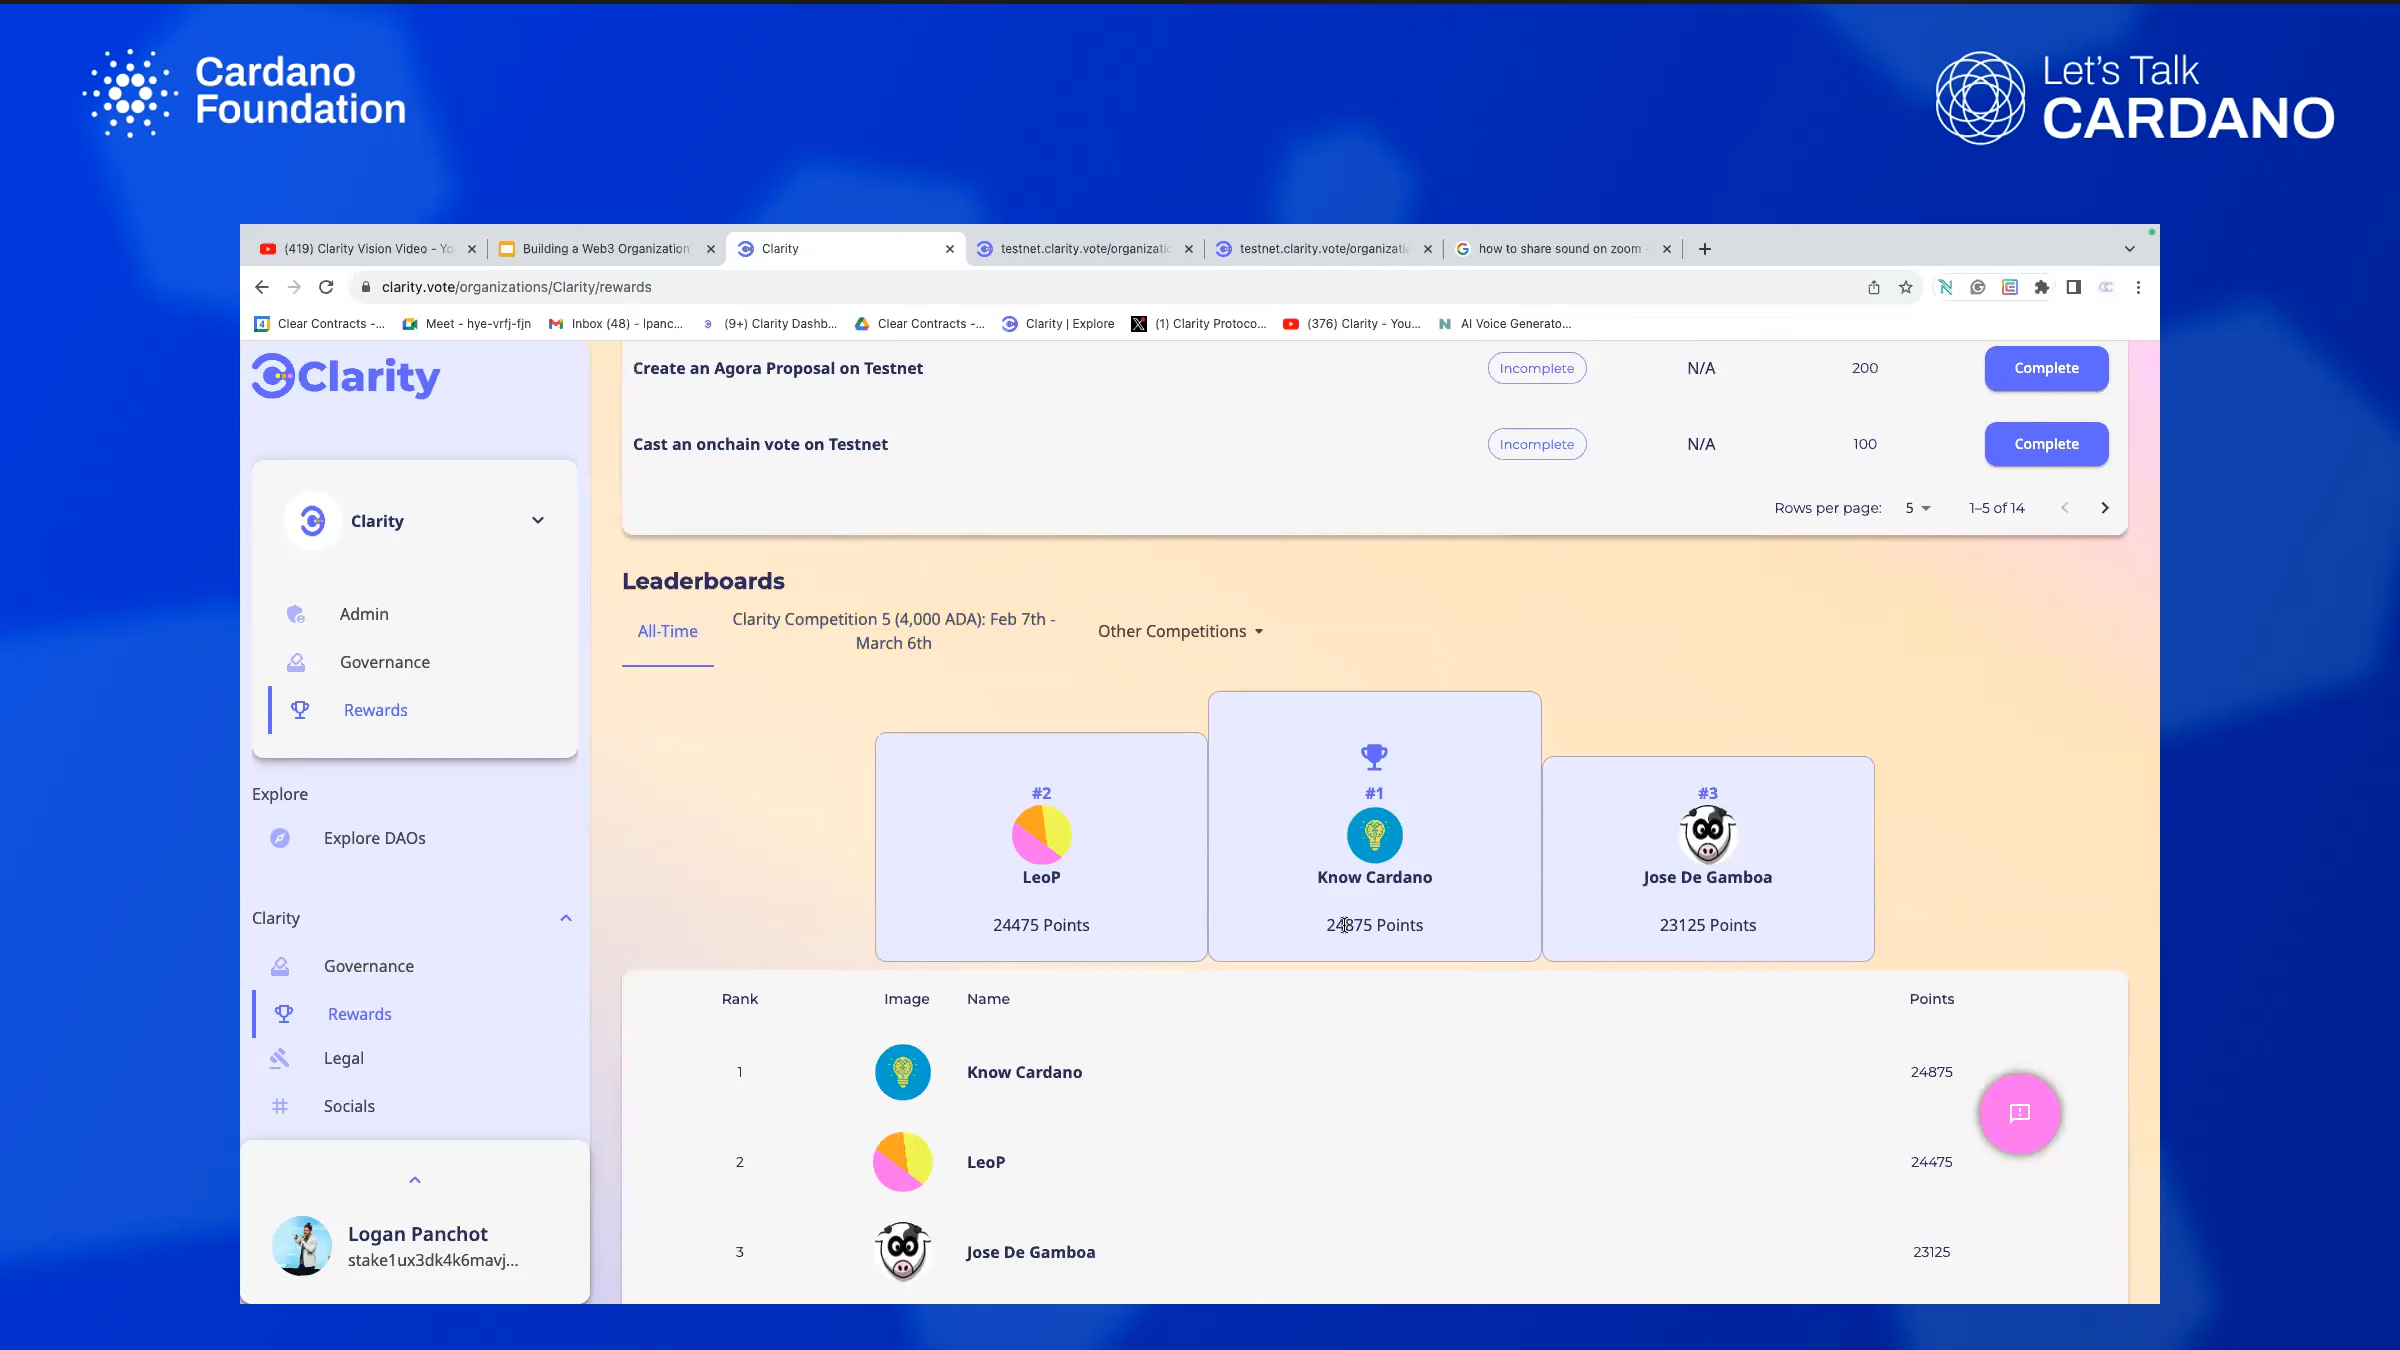 Cardano
Foundation
Let's Talk
CARDANO
(419) Clarity Vision Video - Yo
Building a Web3 Organization
Clarity
testnet.clarity.vote/organizatio
testnet.clarity.vote/organizatio
how to share sound on zoom -
clarity.vote/organizations/Clarity/rewards
Clear Contracts -...
Meet - hye-vrfj-fjn
Inbox (48) - lpanc...
(9+) Clarity Dashb...
Clear Contracts -...
Clarity | Explore
(1) Clarity Protoco...
(376) Clarity - You...
AI Voice Generato...
Clarity
Create an Agora Proposal on Testnet
Incomplete
N/A
200
Complete
Cast an onchain vote on Testnet
Incomplete
N/A
100
Complete
Rows per page:
5
1–5 of 14
Clarity
Admin
Governance
Rewards
Explore
Explore DAOs
Clarity
Governance
Rewards
Legal
Socials
Logan Panchot
stake1ux3dk4k6mavj...
Leaderboards
All-Time
Clarity Competition 5 (4,000 ADA): Feb 7th -
March 6th
Other Competitions
#2
LeoP
24475 Points
#1
Know Cardano
24875 Points
#3
Jose De Gamboa
23125 Points
Rank
Image
Name
Points
1
Know Cardano
24875
2
LeoP
24475
3
Jose De Gamboa
23125